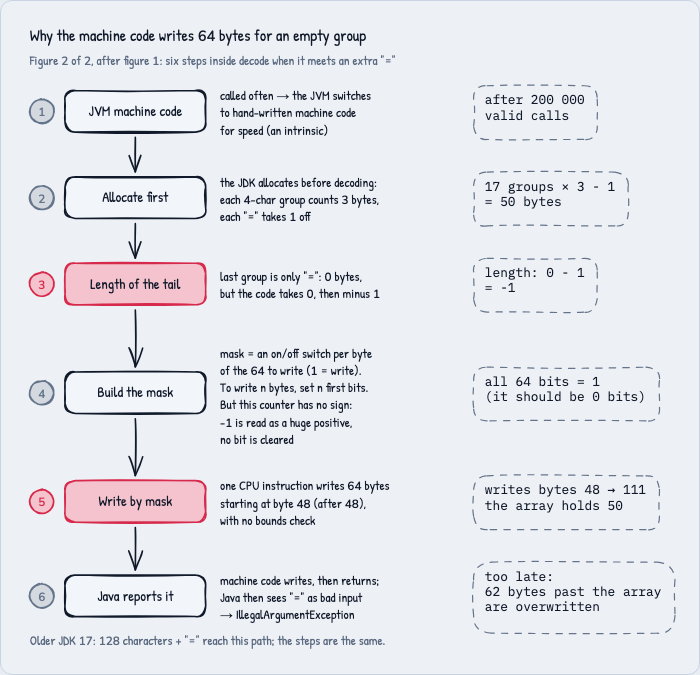 Why the machine code writes 64 bytes for an empty group
Figure 2 of 2, after figure 1: six steps inside decode when it meets an extra "="
1
JVM machine code
called often → the JVM switches
to hand-written machine code
for speed (an intrinsic)
after 200 000
valid calls
2
Allocate first
the JDK allocates before decoding:
each 4-char group counts 3 bytes,
each "=" takes 1 off
17 groups × 3 - 1
= 50 bytes
3
Length of the tail
last group is only "=": 0 bytes,
but the code takes 0, then minus 1
length: 0 - 1
= -1
4
Build the mask
mask = an on/off switch per byte
of the 64 to write (1 = write).
To write n bytes, set n first bits.
But this counter has no sign:
-1 is read as a huge positive,
no bit is cleared
all 64 bits = 1
(it should be 0 bits)
5
Write by mask
one CPU instruction writes 64 bytes
starting at byte 48 (after 48),
with no bounds check
writes bytes 48 → 111
the array holds 50
6
Java reports it
machine code writes, then returns;
Java then sees "=" as bad input
→ IllegalArgumentException
too late:
62 bytes past the array
are overwritten
Older JDK 17: 128 characters + "=" reach this path; the steps are the same.